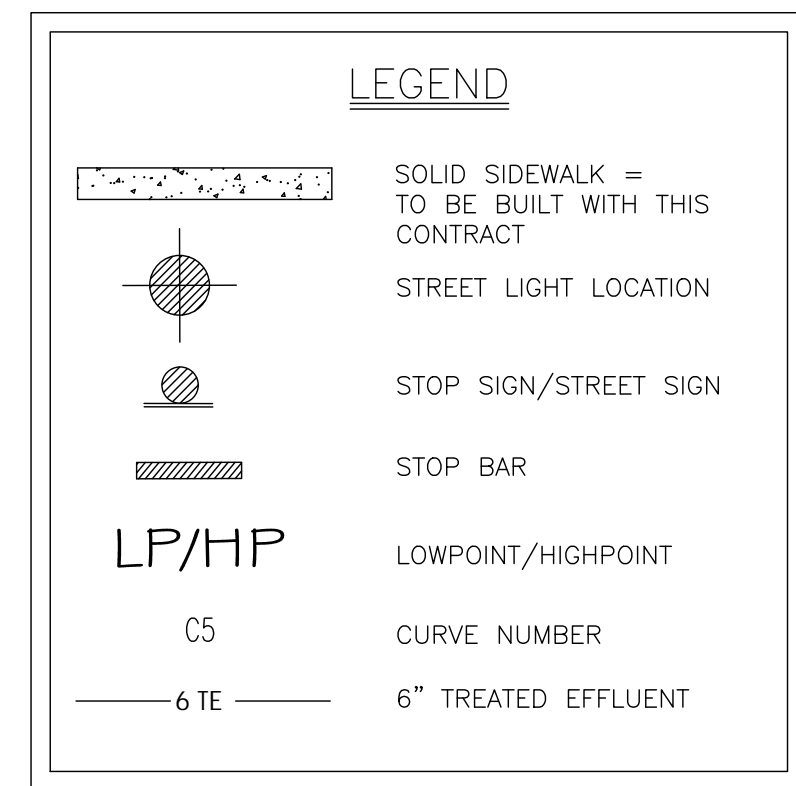 LEGEND
SOLID SIDEWALK =
TO BE BUILT WITH THIS
CONTRACT
STREET LIGHT LOCATION
STOP SIGN/STREET SIGN
STOP BAR
LP/HP LOWPOINT/HIGHPOINT
C5 CURVE NUMBER
6 TE 6" TREATED EFFLUENT